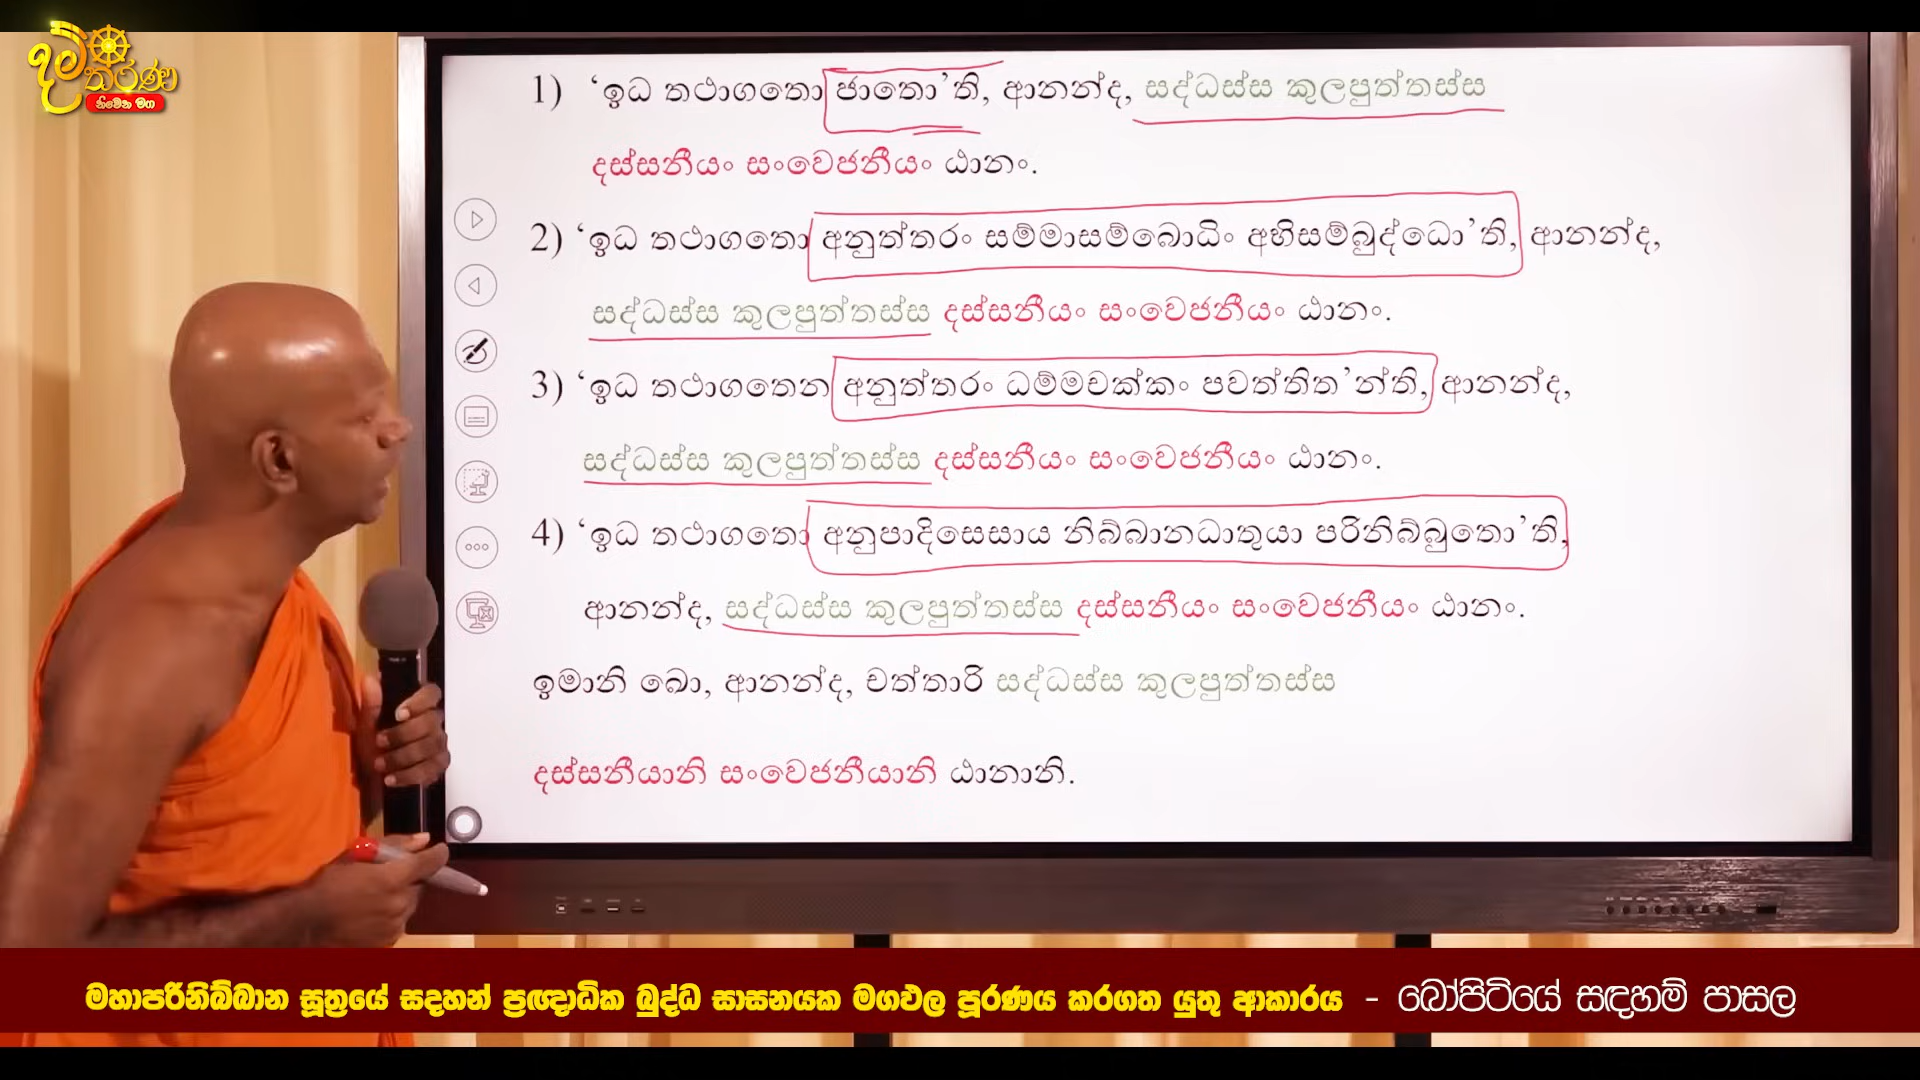 දම් තරණ
නිවෙන මග
1) ‘ඉධ තථාගතො ජාතො’ති, ආනන්ද, සද්ධස්ස කුලපුත්තස්ස
දස්සනීයං සංවෙජනීයං ඨානං.
2) ‘ඉධ තථාගතො අනුත්තරං සම්මාසම්බොධිං අභිසම්බුද්ධො’ති, ආනන්ද,
සද්ධස්ස කුලපුත්තස්ස දස්සනීයං සංවෙජනීයං ඨානං.
3) ‘ඉධ තථාගතෙන අනුත්තරං ධම්මචක්කං පවත්තිත’න්ති, ආනන්ද,
සද්ධස්ස කුලපුත්තස්ස දස්සනීයං සංවෙජනීයං ඨානං.
4) ‘ඉධ තථාගතො අනුපාදිසෙසාය නිබ්බානධාතුයා පරිනිබ්බුතො’ති,
ආනන්ද, සද්ධස්ස කුලපුත්තස්ස දස්සනීයං සංවෙජනීයං ඨානං.
ඉමානි ඛො, ආනන්ද, චත්තාරි සද්ධස්ස කුලපුත්තස්ස
දස්සනීයානි සංවෙජනීයානි ඨානානි.
මහාපරිනිබ්බාන සූත්‍රයේ සදහන් ප්‍රඥාධික බුද්ධ සාසනයක මගඵල පූරණය කරගත යුතු ආකාරය - බෝපිටියේ සඳහම් පාසල